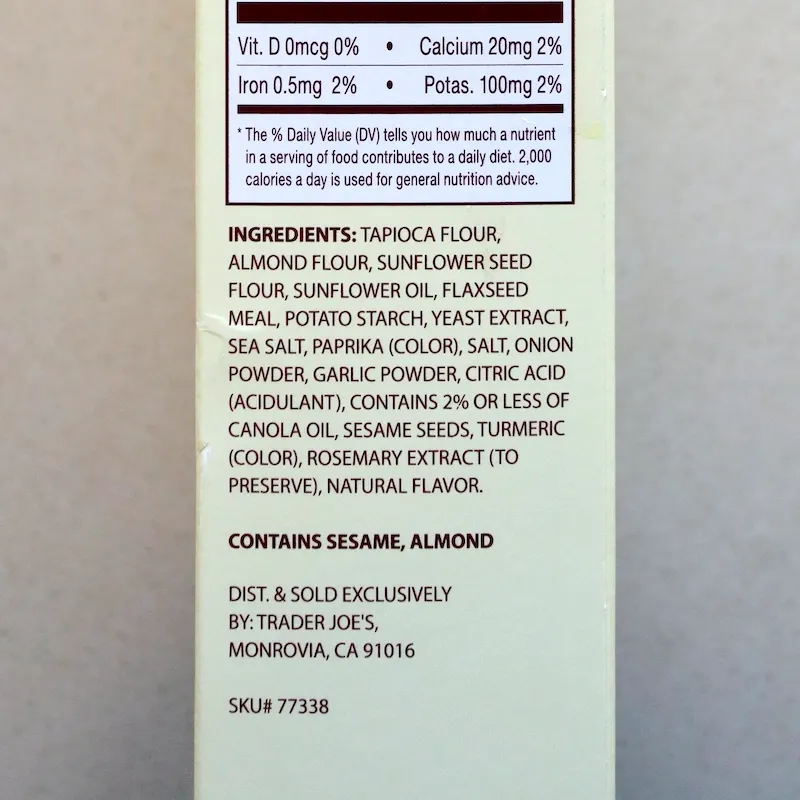 Vit. D 0mcg 0% • Calcium 20mg 2%
Iron 0.5mg 2% • Potas. 100mg 2%
* The % Daily Value (DV) tells you how much a nutrient
in a serving of food contributes to a daily diet. 2,000
calories a day is used for general nutrition advice.
INGREDIENTS: TAPIOCA FLOUR,
ALMOND FLOUR, SUNFLOWER SEED
FLOUR, SUNFLOWER OIL, FLAXSEED
MEAL, POTATO STARCH, YEAST EXTRACT,
SEA SALT, PAPRIKA (COLOR), SALT, ONION
POWDER, GARLIC POWDER, CITRIC ACID
(ACIDULANT), CONTAINS 2% OR LESS OF
CANOLA OIL, SESAME SEEDS, TURMERIC
(COLOR), ROSEMARY EXTRACT (TO
PRESERVE), NATURAL FLAVOR.
CONTAINS SESAME, ALMOND
DIST. & SOLD EXCLUSIVELY
BY: TRADER JOE'S,
MONROVIA, CA 91016
SKU# 77338